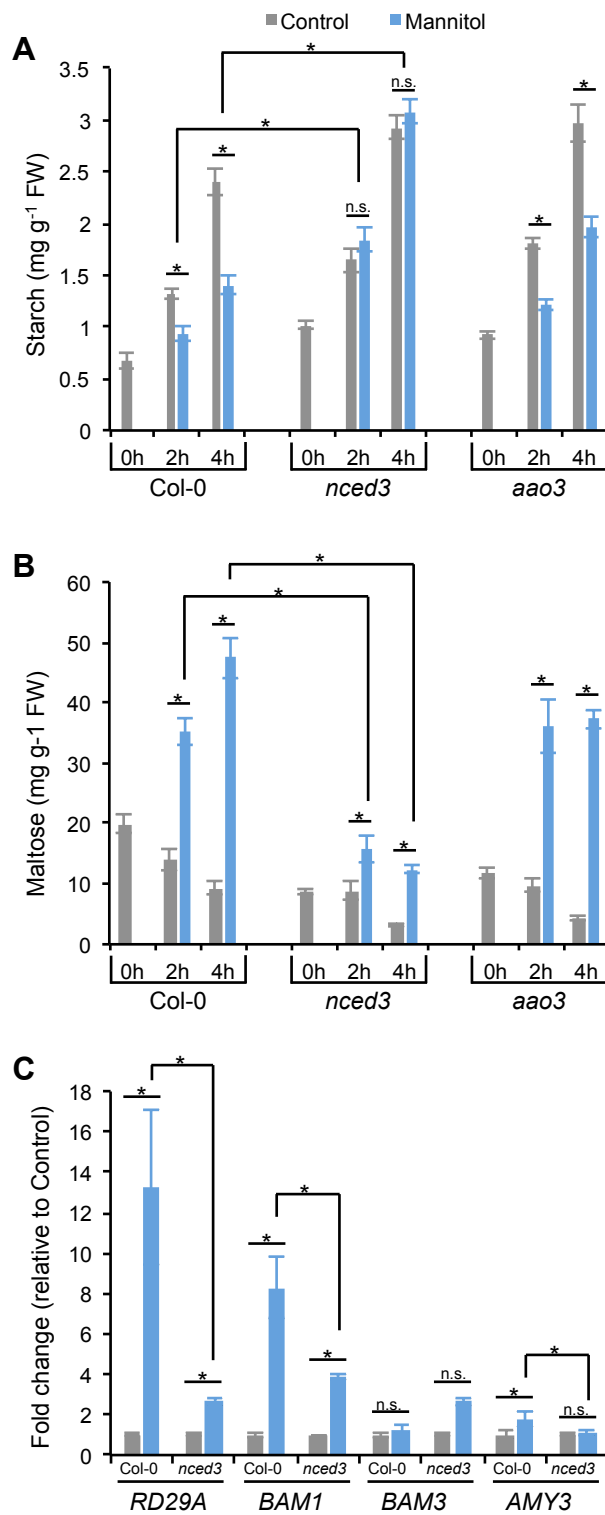 Control Mannitol
A
*
3.5
n.s.
*
3
*
2.5
*
n.s.
2
*
*
1.5
1
0.5
0
Starch (mg g-1 FW)
0h 2h 4h 0h 2h 4h 0h 2h 4h
Col-0 nced3 aao3
B
*
60
*
*
50
*
*
*
40
30
20
*
*
10
0
Maltose (mg g-1 FW)
0h 2h 4h 0h 2h 4h 0h 2h 4h
Col-0 nced3 aao3
C
*
18
*
16
14
*
12
*
10
8
6
*
*
n.s.
*
4
*
n.s.
n.s.
2
0
Fold change (relative to Control)
Col-0 nced3 Col-0 nced3 Col-0 nced3 Col-0 nced3
RD29A BAM1 BAM3 AMY3